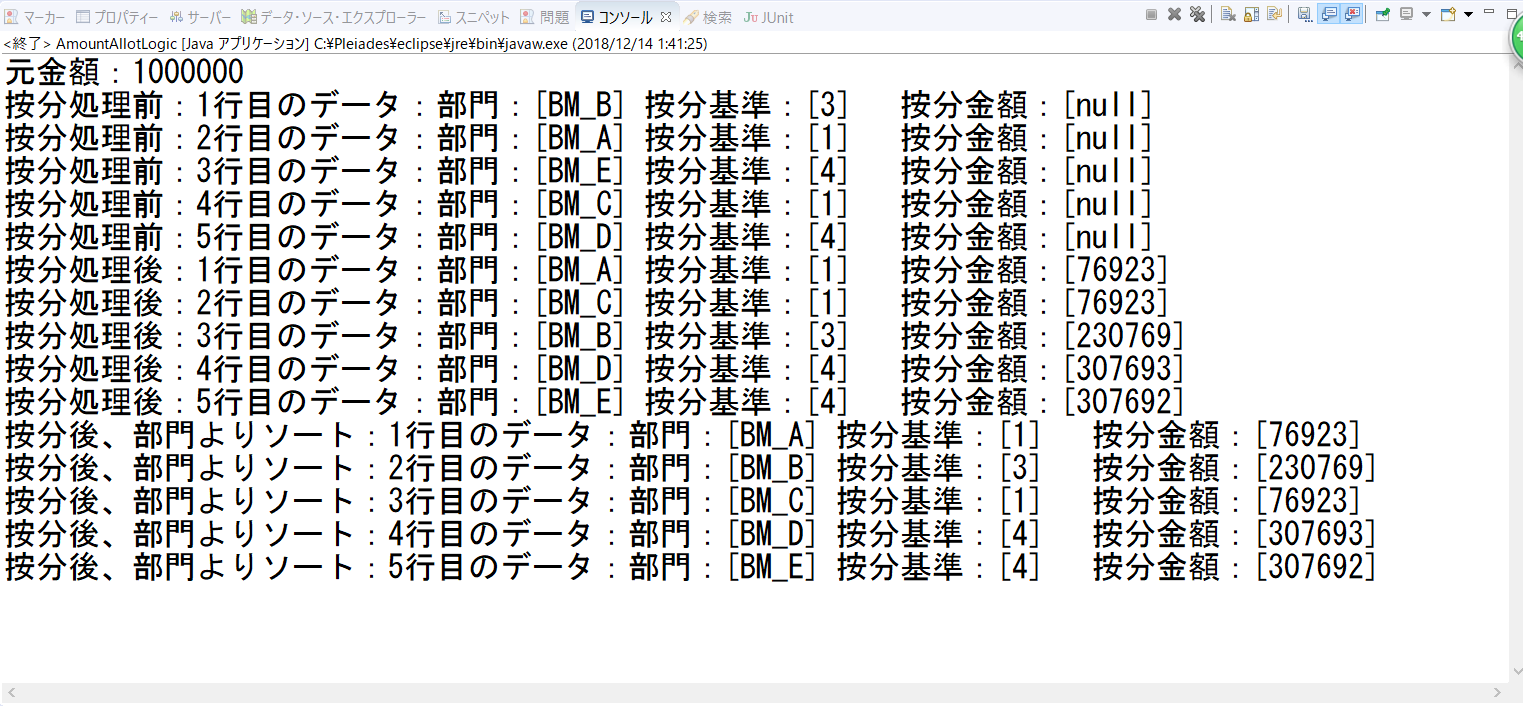 マーカー プロパティー サーバー データ・ソース・エクスプローラー スニペット 問題 コンソール 検索 JUnit
<終了> AmountAllotLogic [Java アプリケーション] C:¥Pleiades¥eclipse¥jre¥bin¥javaw.exe (2018/12/14 1:41:25)
元金額：1000000
按分処理前：1行目のデータ：部門：[BM_B] 按分基準：[3] 按分金額：[null]
按分処理前：2行目のデータ：部門：[BM_A] 按分基準：[1] 按分金額：[null]
按分処理前：3行目のデータ：部門：[BM_E] 按分基準：[4] 按分金額：[null]
按分処理前：4行目のデータ：部門：[BM_C] 按分基準：[1] 按分金額：[null]
按分処理前：5行目のデータ：部門：[BM_D] 按分基準：[4] 按分金額：[null]
按分処理後：1行目のデータ：部門：[BM_A] 按分基準：[1] 按分金額：[76923]
按分処理後：2行目のデータ：部門：[BM_C] 按分基準：[1] 按分金額：[76923]
按分処理後：3行目のデータ：部門：[BM_B] 按分基準：[3] 按分金額：[230769]
按分処理後：4行目のデータ：部門：[BM_D] 按分基準：[4] 按分金額：[307693]
按分処理後：5行目のデータ：部門：[BM_E] 按分基準：[4] 按分金額：[307692]
按分後、部門よりソート：1行目のデータ：部門：[BM_A] 按分基準：[1] 按分金額：[76923]
按分後、部門よりソート：2行目のデータ：部門：[BM_B] 按分基準：[3] 按分金額：[230769]
按分後、部門よりソート：3行目のデータ：部門：[BM_C] 按分基準：[1] 按分金額：[76923]
按分後、部門よりソート：4行目のデータ：部門：[BM_D] 按分基準：[4] 按分金額：[307693]
按分後、部門よりソート：5行目のデータ：部門：[BM_E] 按分基準：[4] 按分金額：[307692]